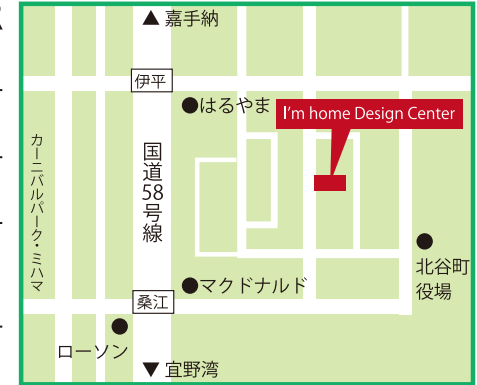 ▲ 嘉手納
伊平
●はるやま
I'm home Design Center
カーニバルパーク・ミハマ
国道58号線
北谷町
役場
●マクドナルド
桑江
ローソン
▼ 宜野湾